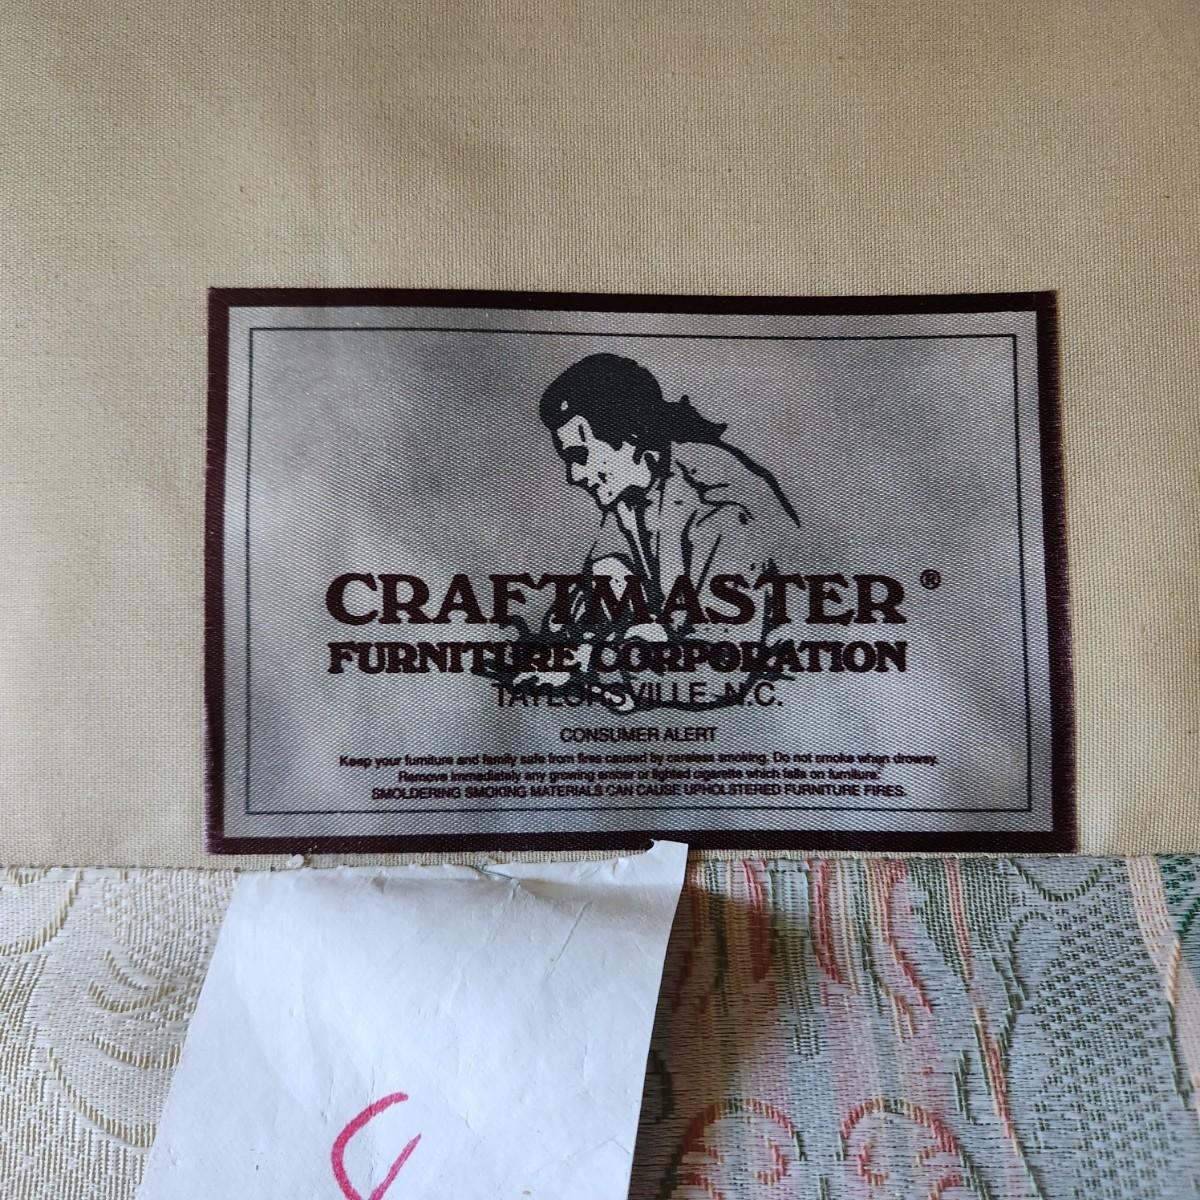 CRAFTMASTER®
FURNITURE CORPORATION
TAYLORSVILLE, N.C.
CONSUMER ALERT
Keep your furniture and family safe from fires caused by careless smoking. Do not smoke when drowsy.
Remove immediately any growing amber or lighted cigarette which falls on furniture.
SMOLDERING SMOKING MATERIALS CAN CAUSE UPHOLSTERED FURNITURE FIRES.